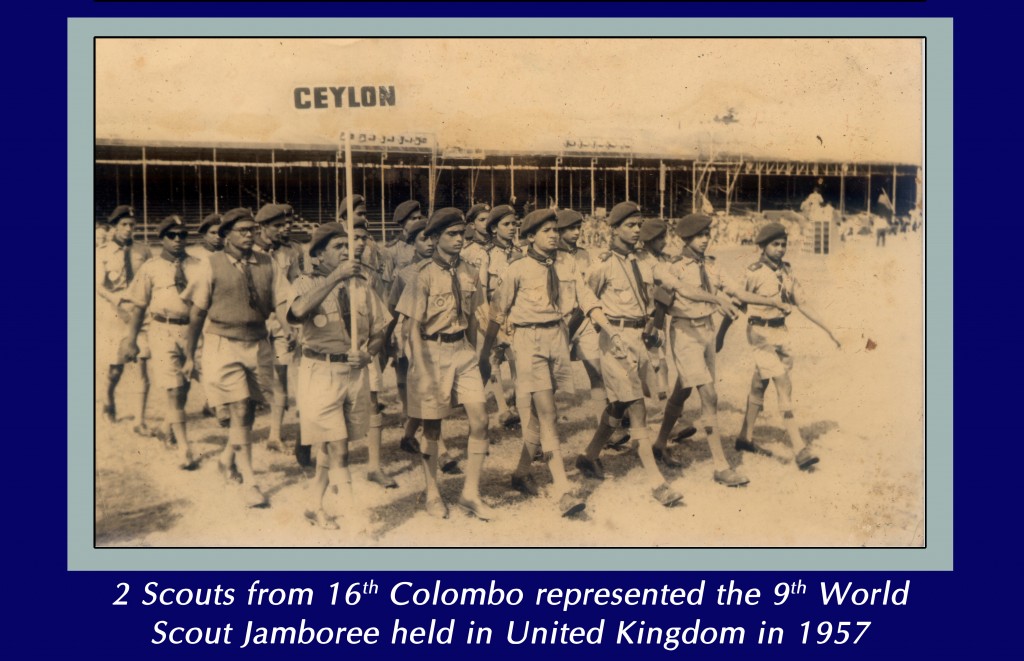 CEYLON
2 Scouts from 16th Colombo represented the 9th World
Scout Jamboree held in United Kingdom in 1957